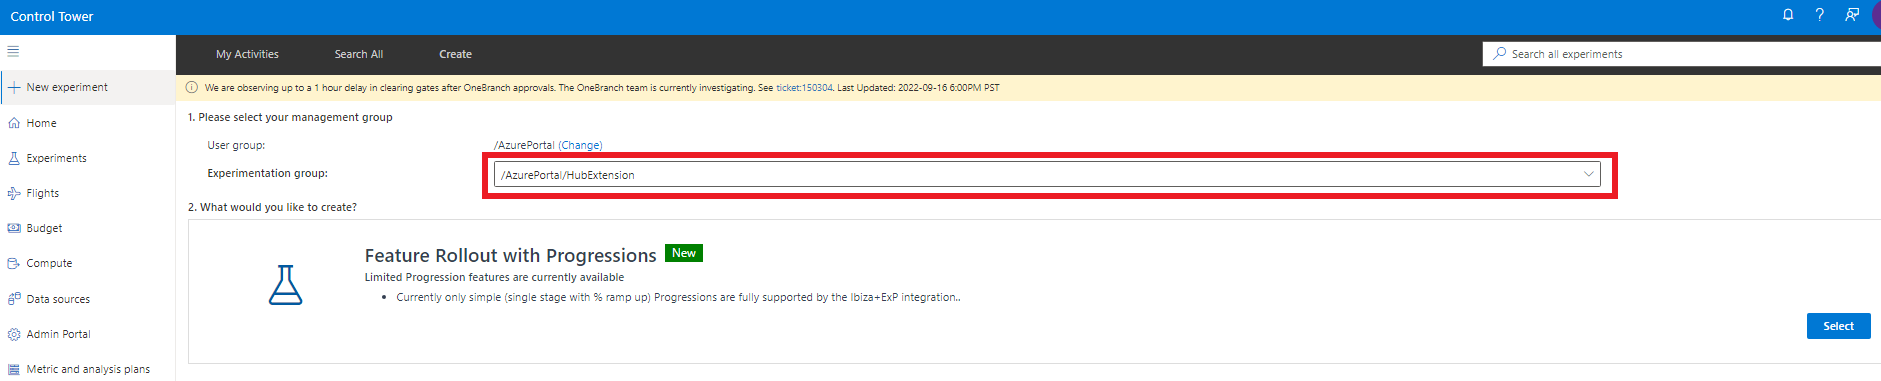 Control Tower
My Activities
Search All
Create
Search all experiments
New experiment
Home
Experiments
Flights
Budget
Compute
Data sources
Admin Portal
Metric and analysis plans
We are observing up to a 1 hour delay in clearing gates after OneBranch approvals. The OneBranch team is currently investigating. See ticket:150304. Last Updated: 2022-09-16 6:00PM PST
1. Please select your management group
User group: /AzurePortal (Change)
Experimentation group: /AzurePortal/HubExtension
2. What would you like to create?
Feature Rollout with Progressions New
Limited Progression features are currently available
• Currently only simple (single stage with % ramp up) Progressions are fully supported by the Ibiza+ExP integration..
Select